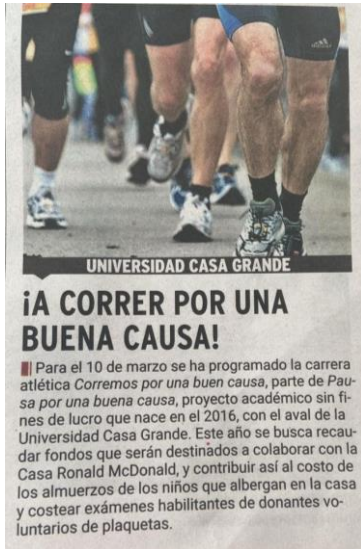 adidas
UNIVERSIDAD CASA GRANDE
¡A CORRER POR UNA
BUENA CAUSA!
Para el 10 de marzo se ha programado la carrera
atlética Corremos por una buen causa, parte de Pau-
sa por una buena causa, proyecto académico sin fi-
nes de lucro que nace en el 2016, con el aval de la
Universidad Casa Grande. Este año se busca recau-
dar fondos que serán destinados a colaborar con la
Casa Ronald McDonald, y contribuir así al costo de
los almuerzos de los niños que albergan en la casa
y costear exámenes habilitantes de donantes vo-
luntarios de plaquetas.